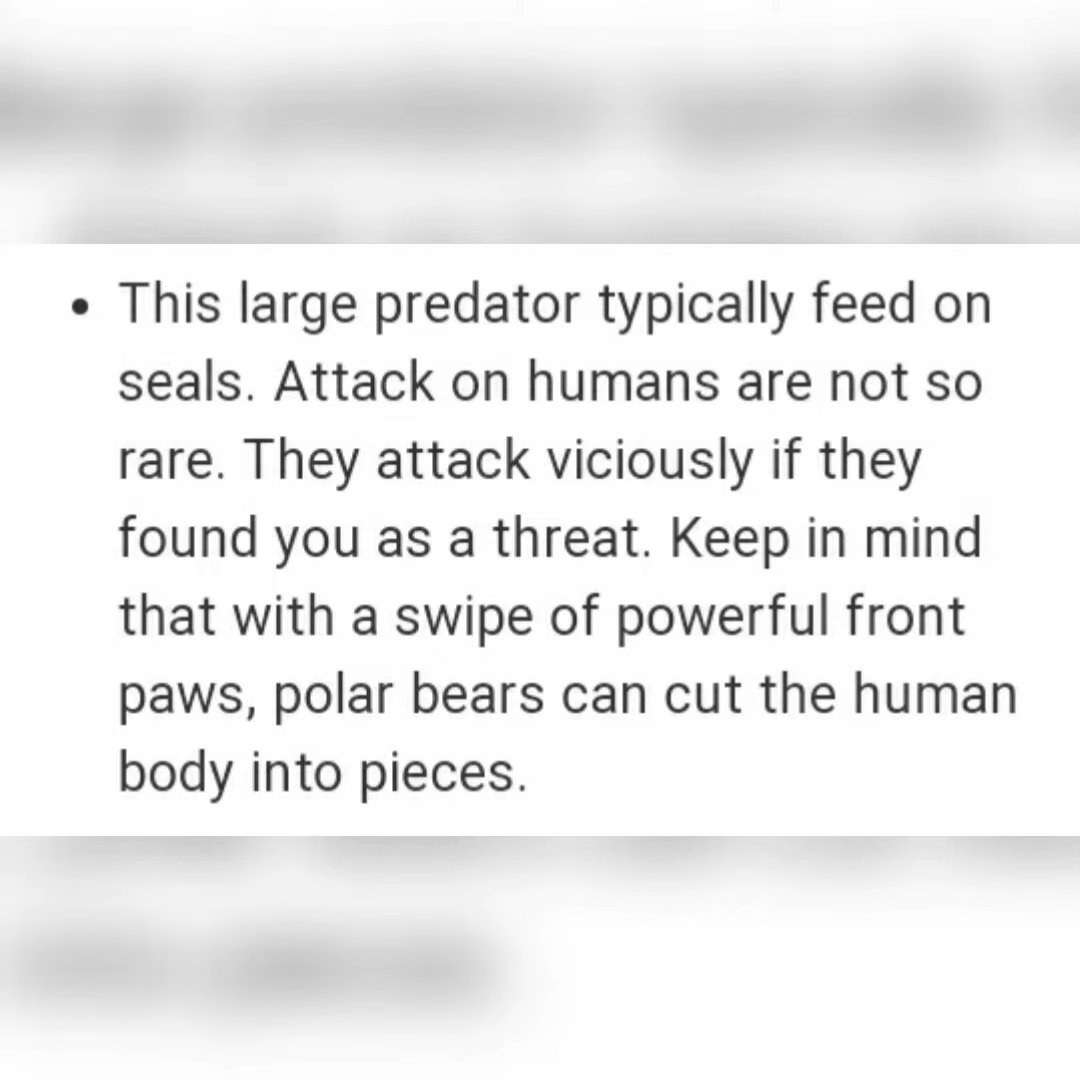 • This large predator typically feed on
seals. Attack on humans are not so
rare. They attack viciously if they
found you as a threat. Keep in mind
that with a swipe of powerful front
paws, polar bears can cut the human
body into pieces.